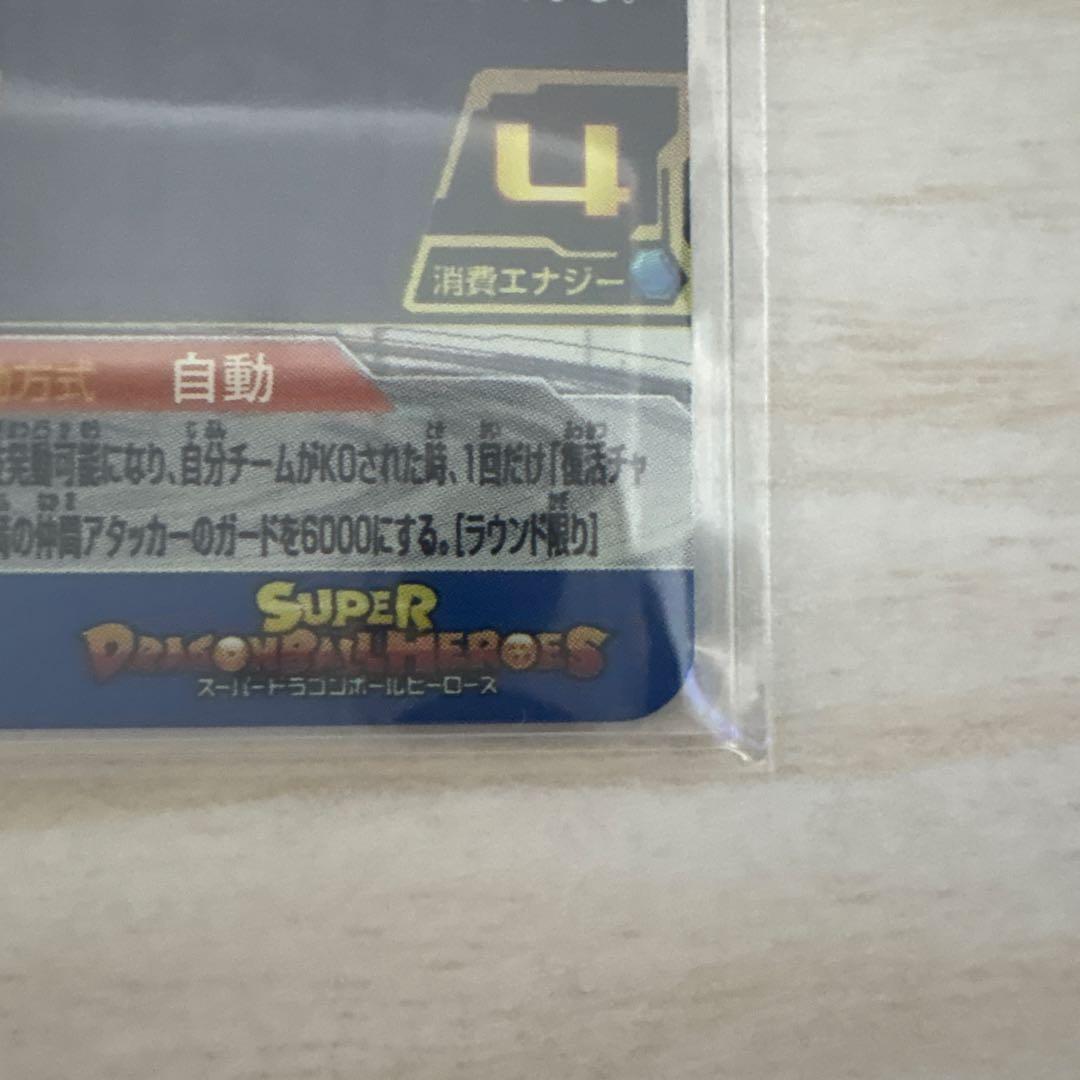 4
消費エナジー
方式 自動
発動可能になり、自分チームがKOされた時、1回だけ「復活チャ
の仲間アタッカーのガードを6000にする。[ラウンド限り]
SUPER
DRAGONBALL HEROES
スーパードラゴンボールヒーローズ